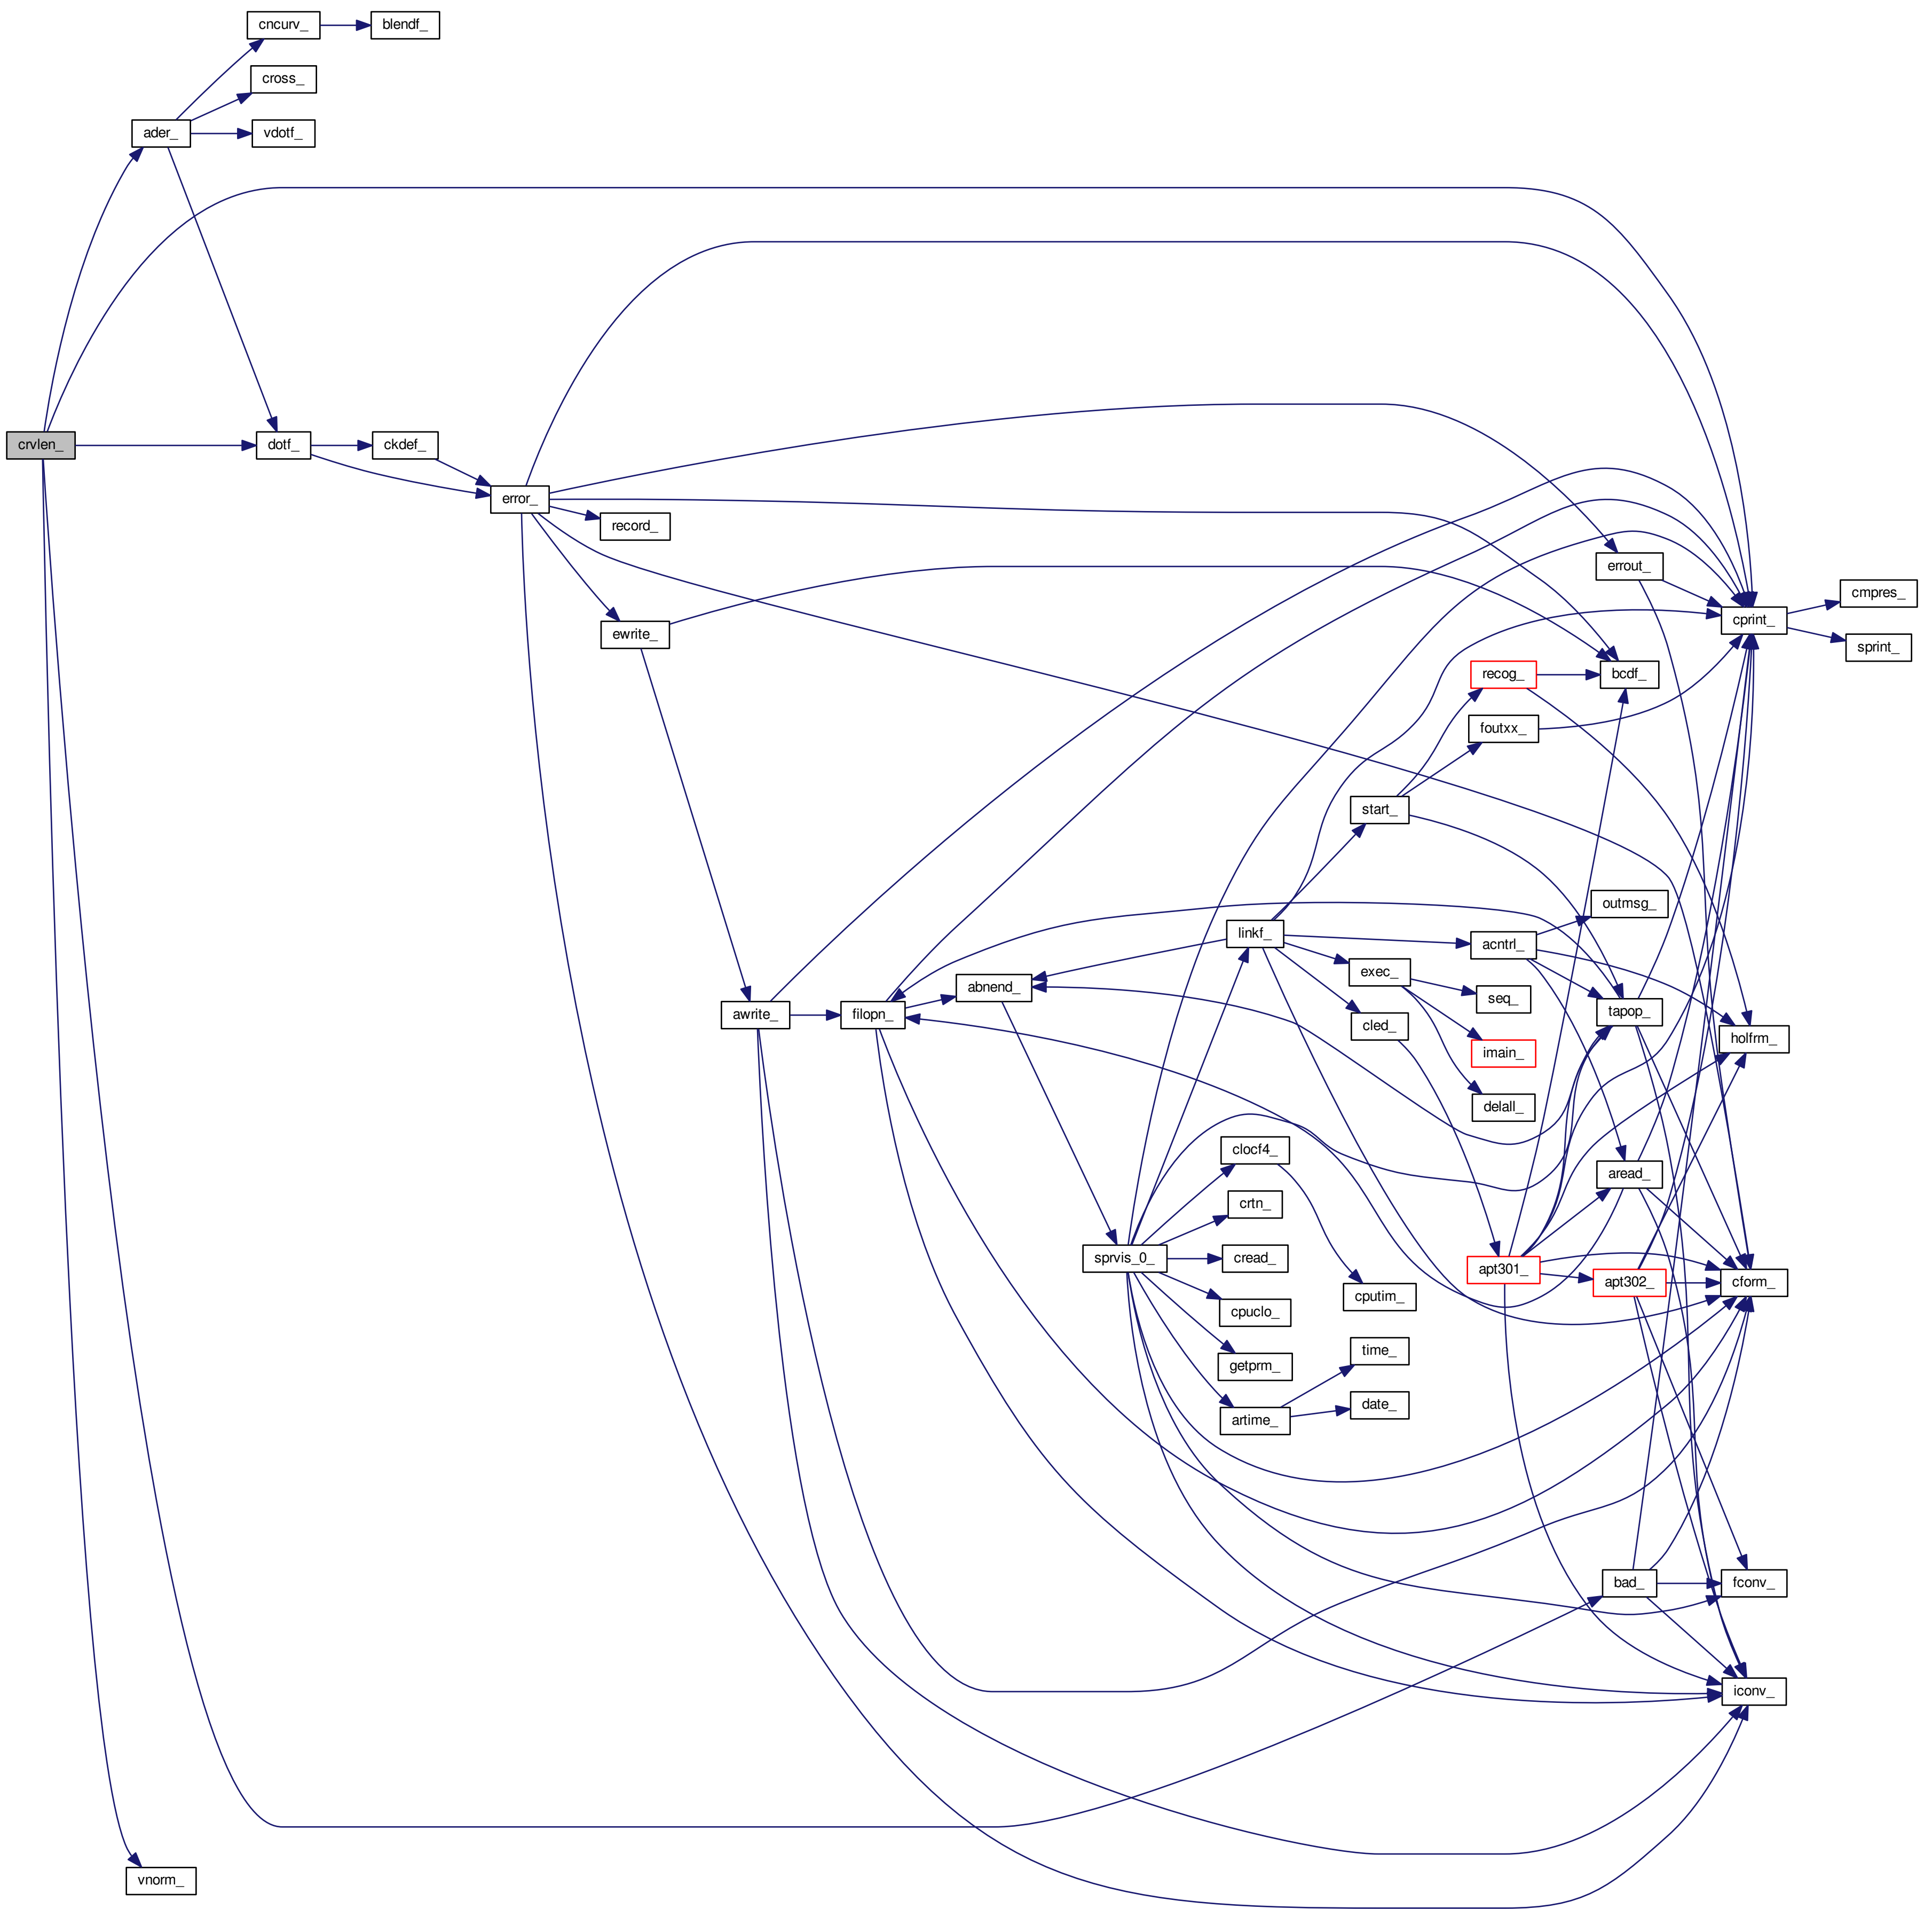 cncurv_
blendf_
cross_
ader_
vdotf_
crvlen_
dotf_
ckdef_
error_
record_
errout_
cmpres_
cprint_
ewrite_
sprint_
recog_
bcdf_
foutxx_
start_
outmsg_
linkf_
acntrl_
exec_
abnend_
seq_
awrite_
filopn_
tapop_
cled_
holfrm_
imain_
delall_
clocf4_
aread_
crtn_
sprvis_0_
cread_
apt301_
apt302_
cform_
cputim_
cpuclo_
time_
getprm_
date_
artime_
bad_
fconv_
iconv_
vnorm_